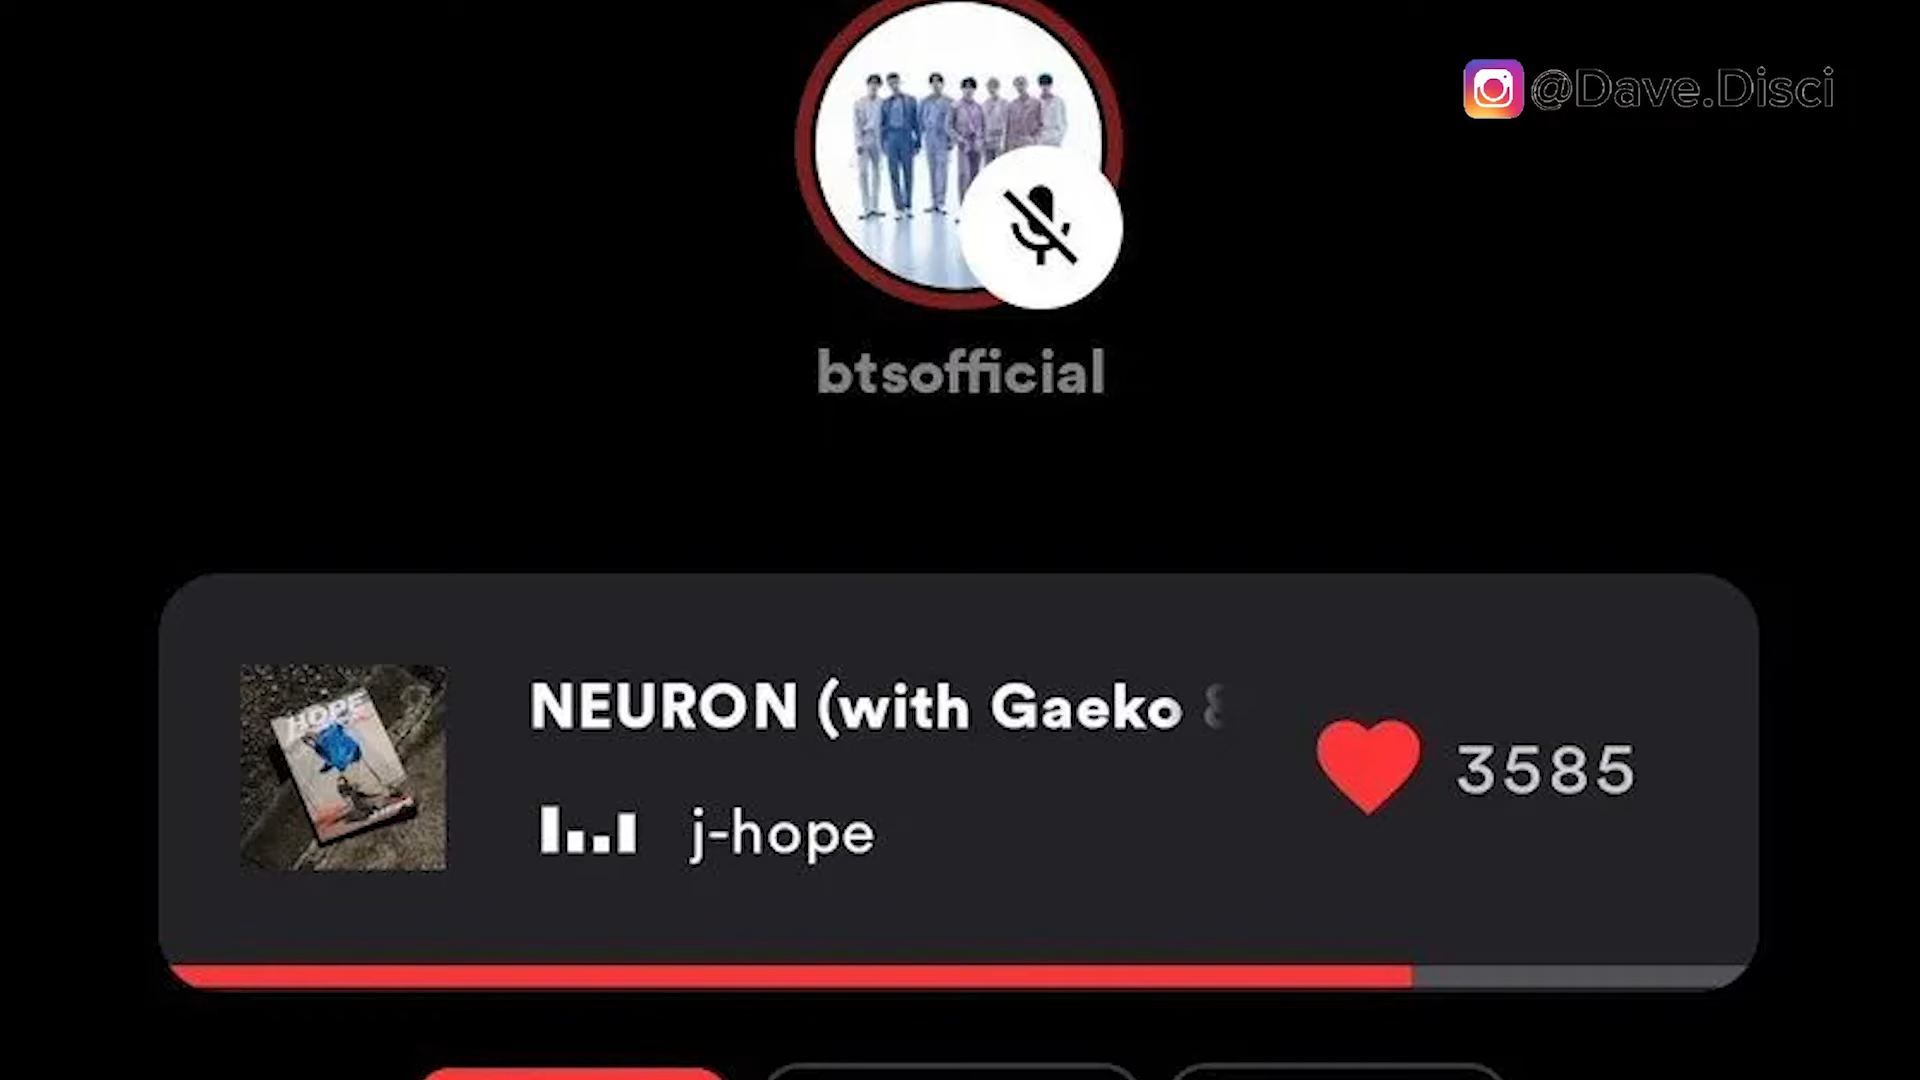 @Dave.Disci
btsofficial
HOPE
NEURON (with Gaeko
j-hope
3585